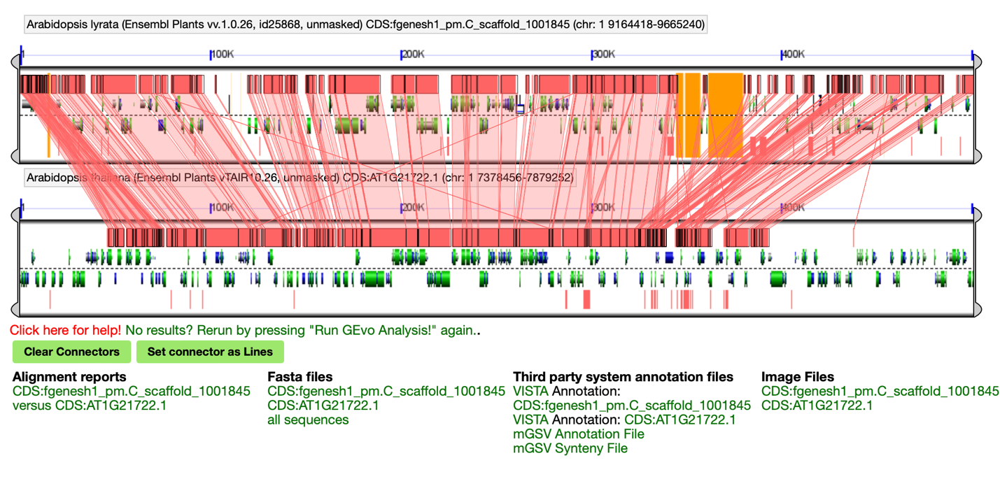 Arabidopsis lyrata (Ensembl Plants vv.1.0.26, id25868, unmasked) CDS:fgenesh1_pm.C_scaffold_1001845 (chr: 1 9164418-9665240)
1 100K 200K 300K 400K
Arabidopsis thaliana (Ensembl Plants vTAIR10.26, unmasked) CDS:AT1G21722.1 (chr: 1 7378456-7879252)
1 100K 200K 300K 400K
Click here for help! No results? Rerun by pressing "Run GEvo Analysis!" again..
Clear Connectors Set connector as Lines
Alignment reports
CDS:fgenesh1_pm.C_scaffold_1001845
versus CDS:AT1G21722.1
Fasta files
CDS:fgenesh1_pm.C_scaffold_1001845
CDS:AT1G21722.1
all sequences
Third party system annotation files
VISTA Annotation:
CDS:fgenesh1_pm.C_scaffold_1001845
VISTA Annotation: CDS:AT1G21722.1
mGSV Annotation File
mGSV Synteny File
Image Files
CDS:fgenesh1_pm.C_scaffold_1001845
CDS:AT1G21722.1